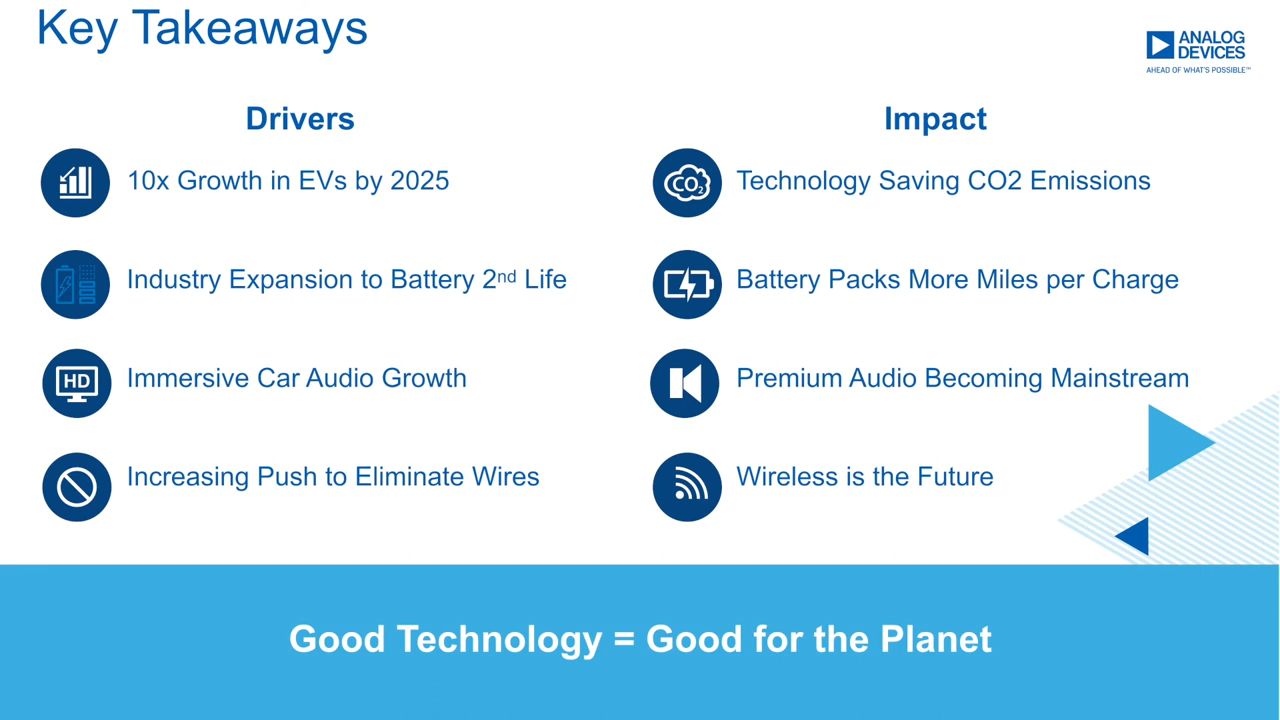 Key Takeaways
ANALOG
DEVICES
AHEAD OF WHAT'S POSSIBLE™
Drivers
Impact
10x Growth in EVs by 2025
CO2
Technology Saving CO2 Emissions
Industry Expansion to Battery 2nd Life
Battery Packs More Miles per Charge
HD
Immersive Car Audio Growth
Premium Audio Becoming Mainstream
Increasing Push to Eliminate Wires
Wireless is the Future
Good Technology = Good for the Planet